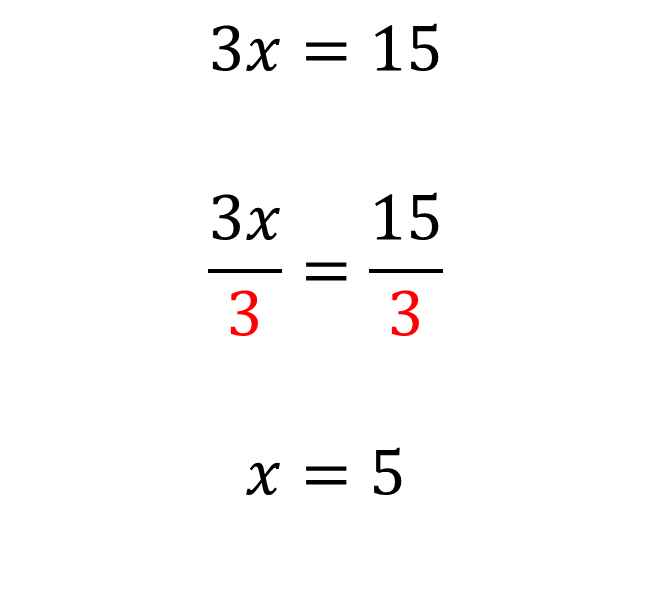 3x = 15
3x/3 = 15/3
x = 5